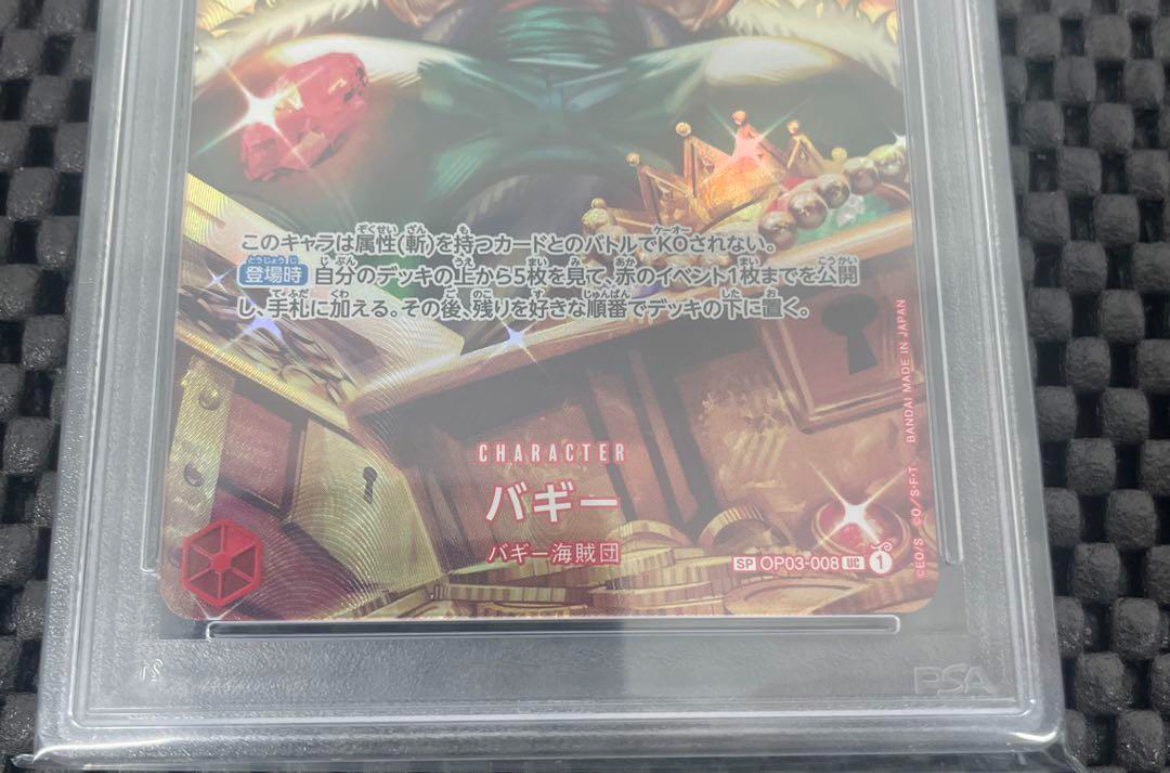 このキャラは属性(斬)を持つカードとのバトルでKOされない。
登場時 自分のデッキの上から5枚を見て、赤のイベント1枚までを公開
し、手札に加える。その後、残りを好きな順番でデッキの下に置く。
CHARACTER
バギー
バギー海賊団
SP OP03-008 UC 1
©EO/S ©O/S・F・T BANDAI MADE IN JAPAN
PSA